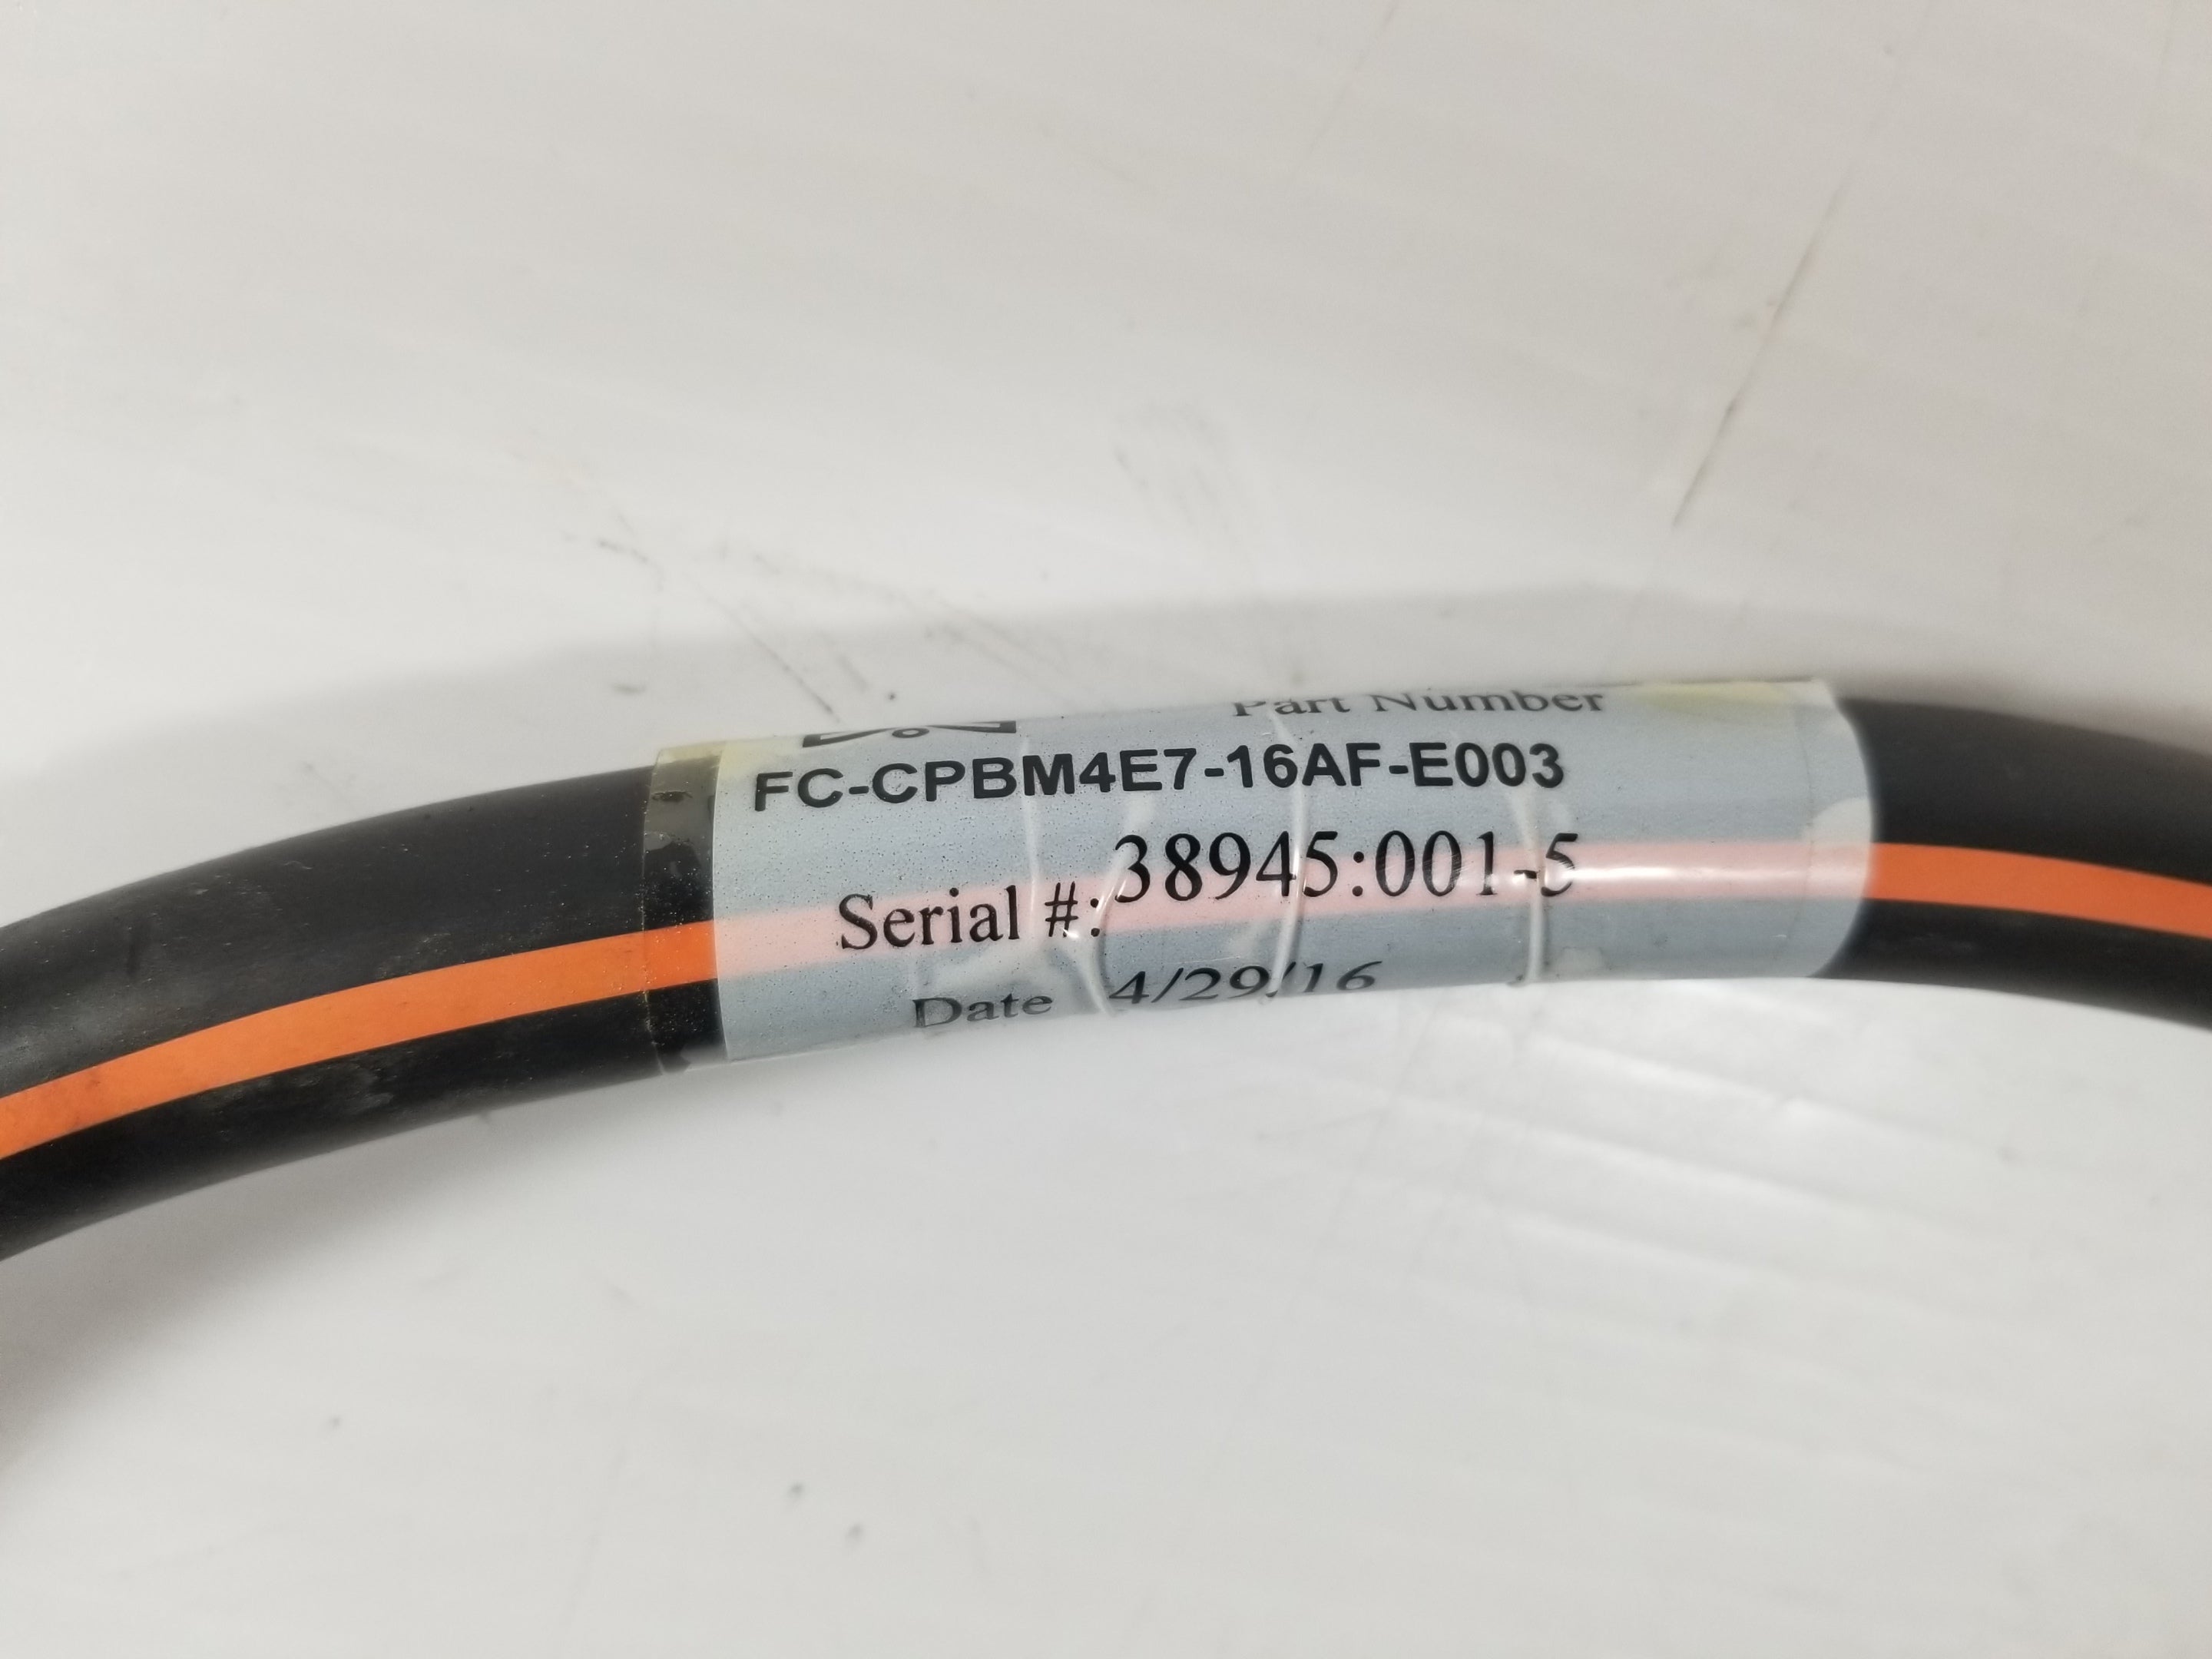 Part Number
FC-CPBM4E7-16AF-E003
Serial #: 38945:001-5
Date 4/29/16